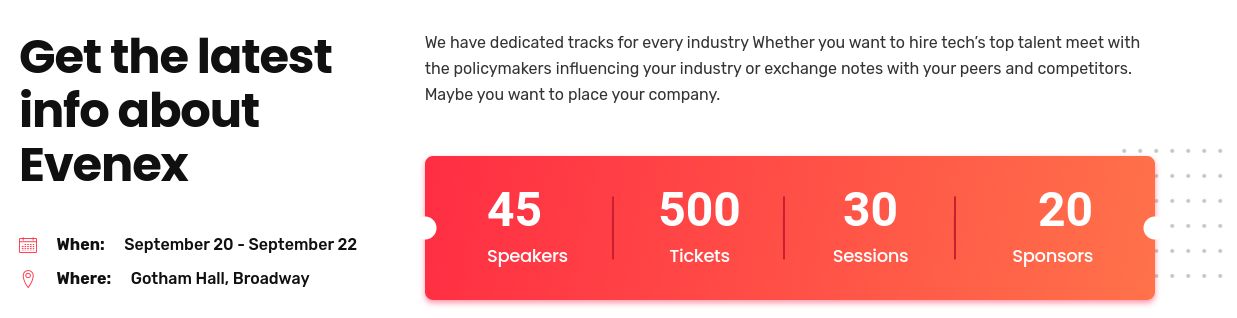 Get the latest
info about
Evenex
When: September 20 - September 22
Where: Gotham Hall, Broadway
We have dedicated tracks for every industry Whether you want to hire tech's top talent meet with
the policymakers influencing your industry or exchange notes with your peers and competitors.
Maybe you want to place your company.
45 500 30 20
Speakers Tickets Sessions Sponsors